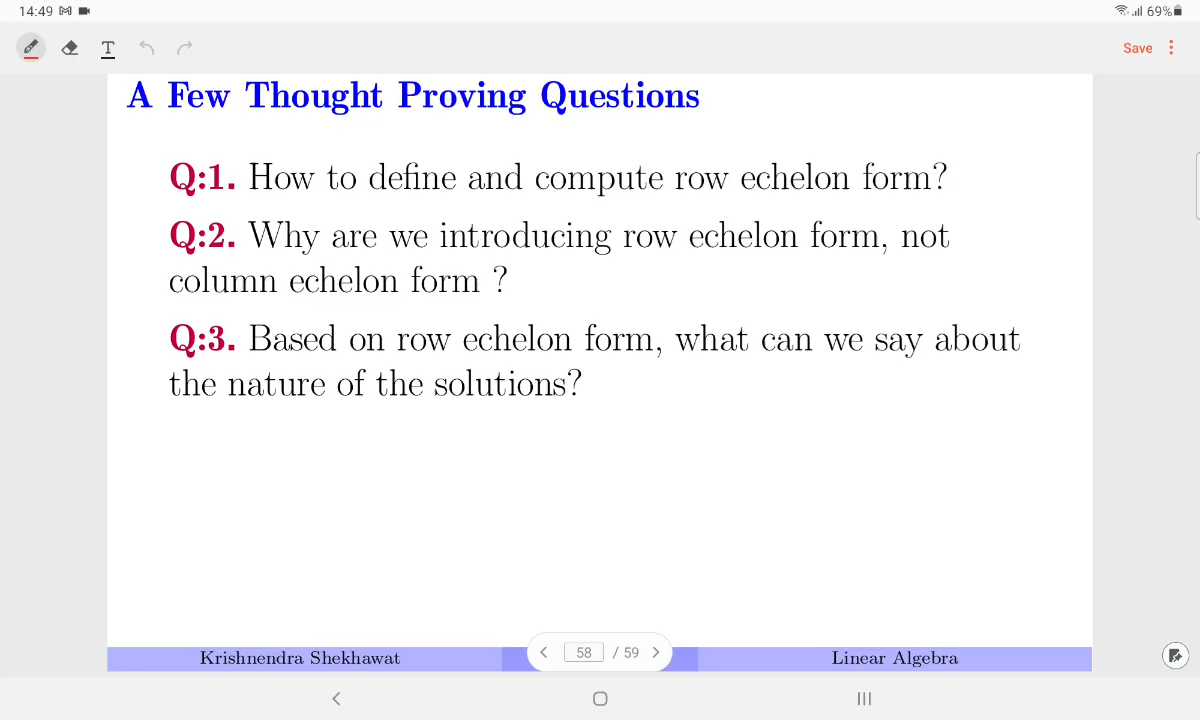 14:49
69%
T
Save
A Few Thought Proving Questions
Q:1. How to define and compute row echelon form?
Q:2. Why are we introducing row echelon form, not
column echelon form ?
Q:3. Based on row echelon form, what can we say about
the nature of the solutions?
Krishnendra Shekhawat
58 / 59
Linear Algebra